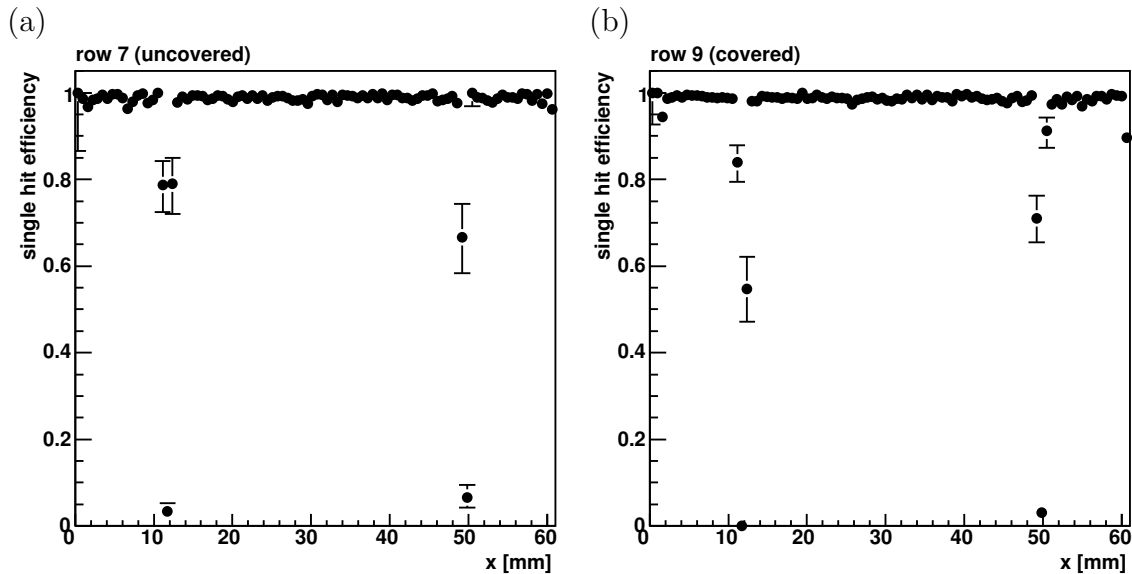 (a)
row 7 (uncovered)
single hit efficiency
1
0.8
0.6
0.4
0.2
0
0 10 20 30 40 50 60
x [mm]
(b)
row 9 (covered)
single hit efficiency
1
0.8
0.6
0.4
0.2
0
0 10 20 30 40 50 60
x [mm]